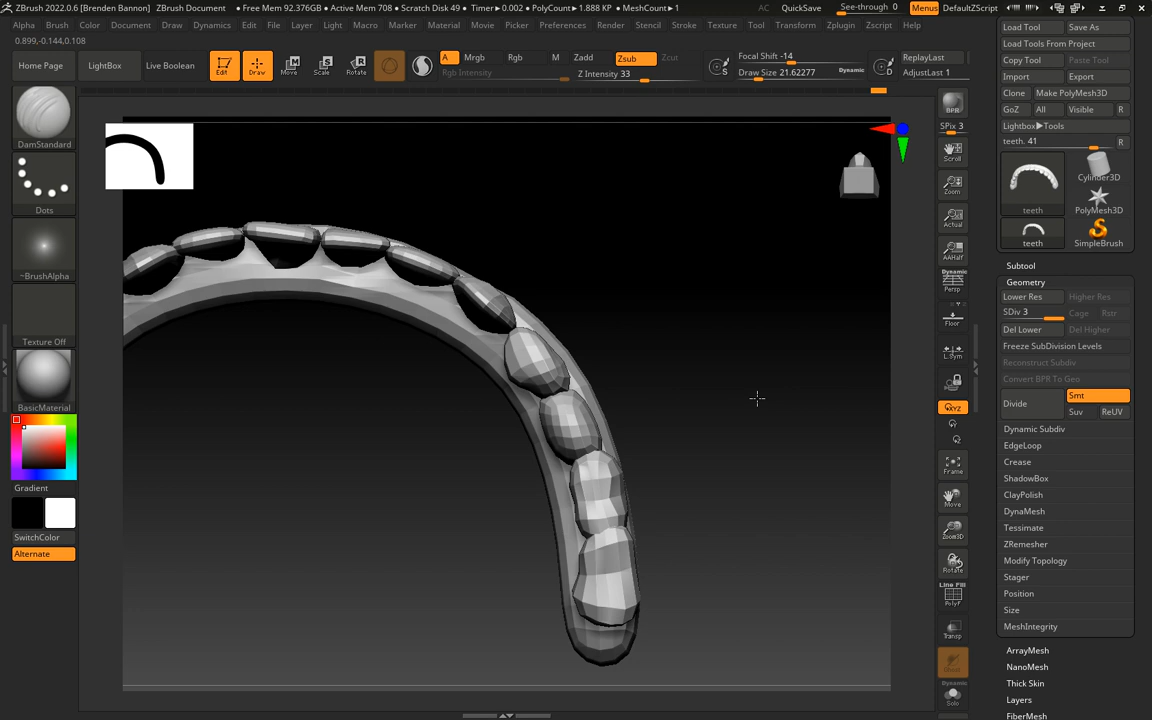 ZBrush 2022.0.6 [Brenden Bannon] ZBrush Document • Free Mem 92.376GB • Active Mem 708 • Scratch Disk 49 • Timer▶0.002 • PolyCount▶1.888 KP • MeshCount▶1 QuickSave See-through 0 Menus DefaultZScript
Alpha Brush Color Document Draw Dynamics Edit File Layer Light Macro Marker Material Movie Picker Preferences Render Stencil Stroke Texture Tool Transform Zplugin Zscript Help
0.899,-0.144,0.108
Home Page LightBox Live Boolean Edit Draw Move Scale Rotate A Mrgb Rgb M Zadd Zsub Zcut
Rgb Intensity Z Intensity 33
Focal Shift -14
Draw Size 21.62277 Dynamic
S D
ReplayLast
AdjustLast 1
DamStandard
Dots
~BrushAlpha
Texture Off
BasicMaterial
Gradient
SwitchColor
Alternate
BPR
SPix 3
Scroll
Zoom
Actual
AAHalf
Dynamic
Persp
Floor
L.Sym
XYZ
Frame
Move
Zoom3D
Rotate
Line Fill
PolyF
Transp
Ghost
Dynamic
Solo
Load Tool Save As
Load Tools From Project
Copy Tool Paste Tool
Import Export
Clone Make PolyMesh3D
GoZ All Visible R
Lightbox▶Tools
teeth. 41 R
teeth Cylinder3D
PolyMesh3D
teeth SimpleBrush
Subtool
Geometry
Lower Res Higher Res
SDiv 3 Cage Rstr
Del Lower Del Higher
Freeze SubDivision Levels
Reconstruct Subdiv
Convert BPR To Geo
Divide Smt
Suv ReUV
Dynamic Subdiv
EdgeLoop
Crease
ShadowBox
ClayPolish
DynaMesh
Tessimate
ZRemesher
Modify Topology
Stager
Position
Size
MeshIntegrity
ArrayMesh
NanoMesh
Thick Skin
Layers
FiberMesh